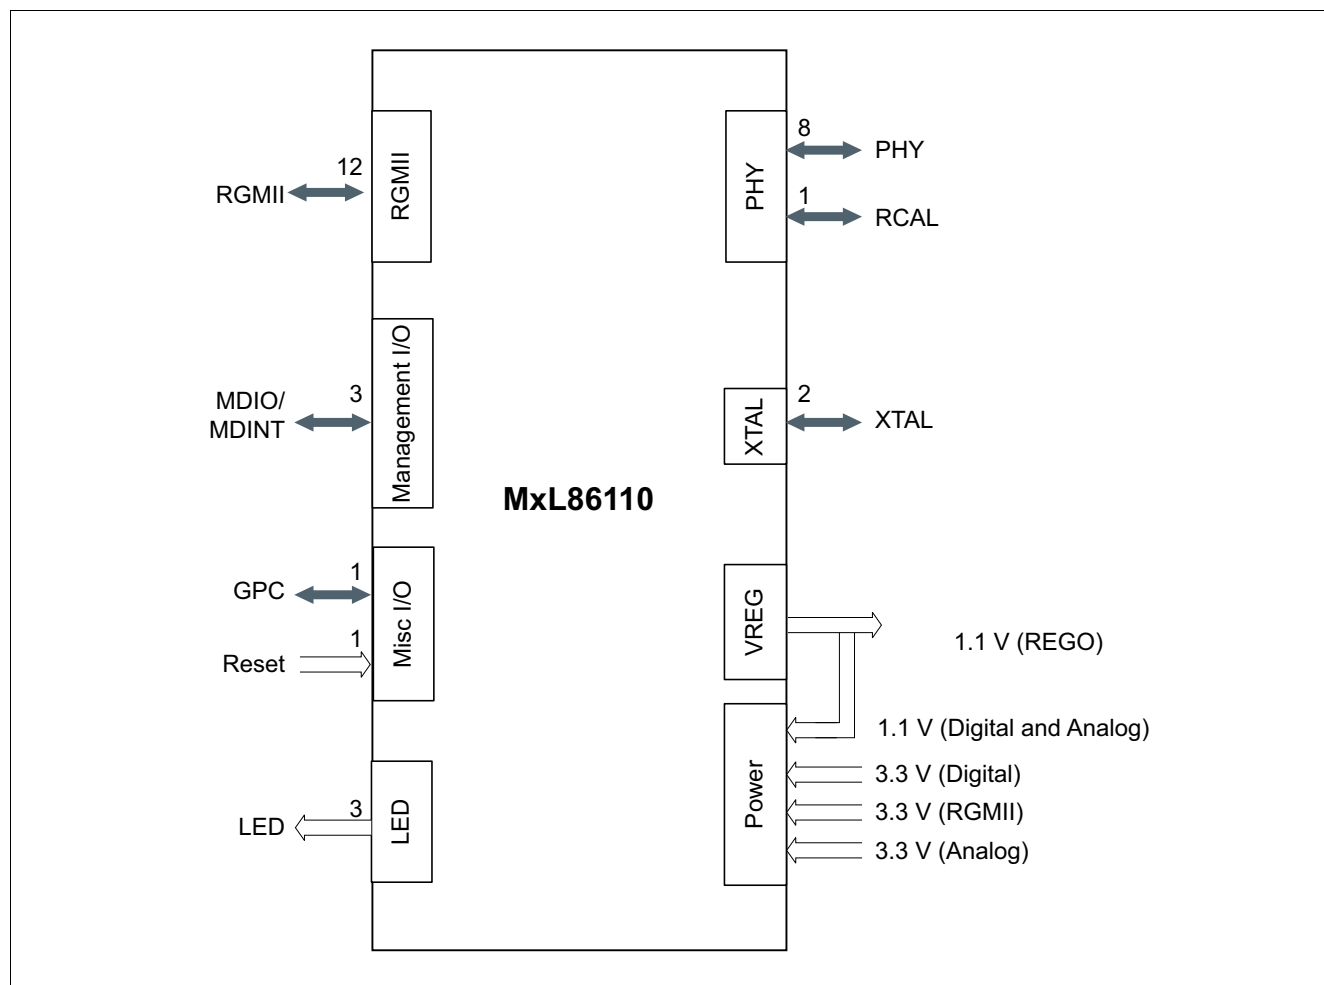 12
RGMII
RGMII
3
MDIO/
MDINT
Management I/O
1
GPC
1
Reset
Misc I/O
3
LED
LED
MxL86110
PHY
8
PHY
1
RCAL
XTAL
2
XTAL
VREG
1.1 V (REGO)
Power
1.1 V (Digital and Analog)
3.3 V (Digital)
3.3 V (RGMII)
3.3 V (Analog)